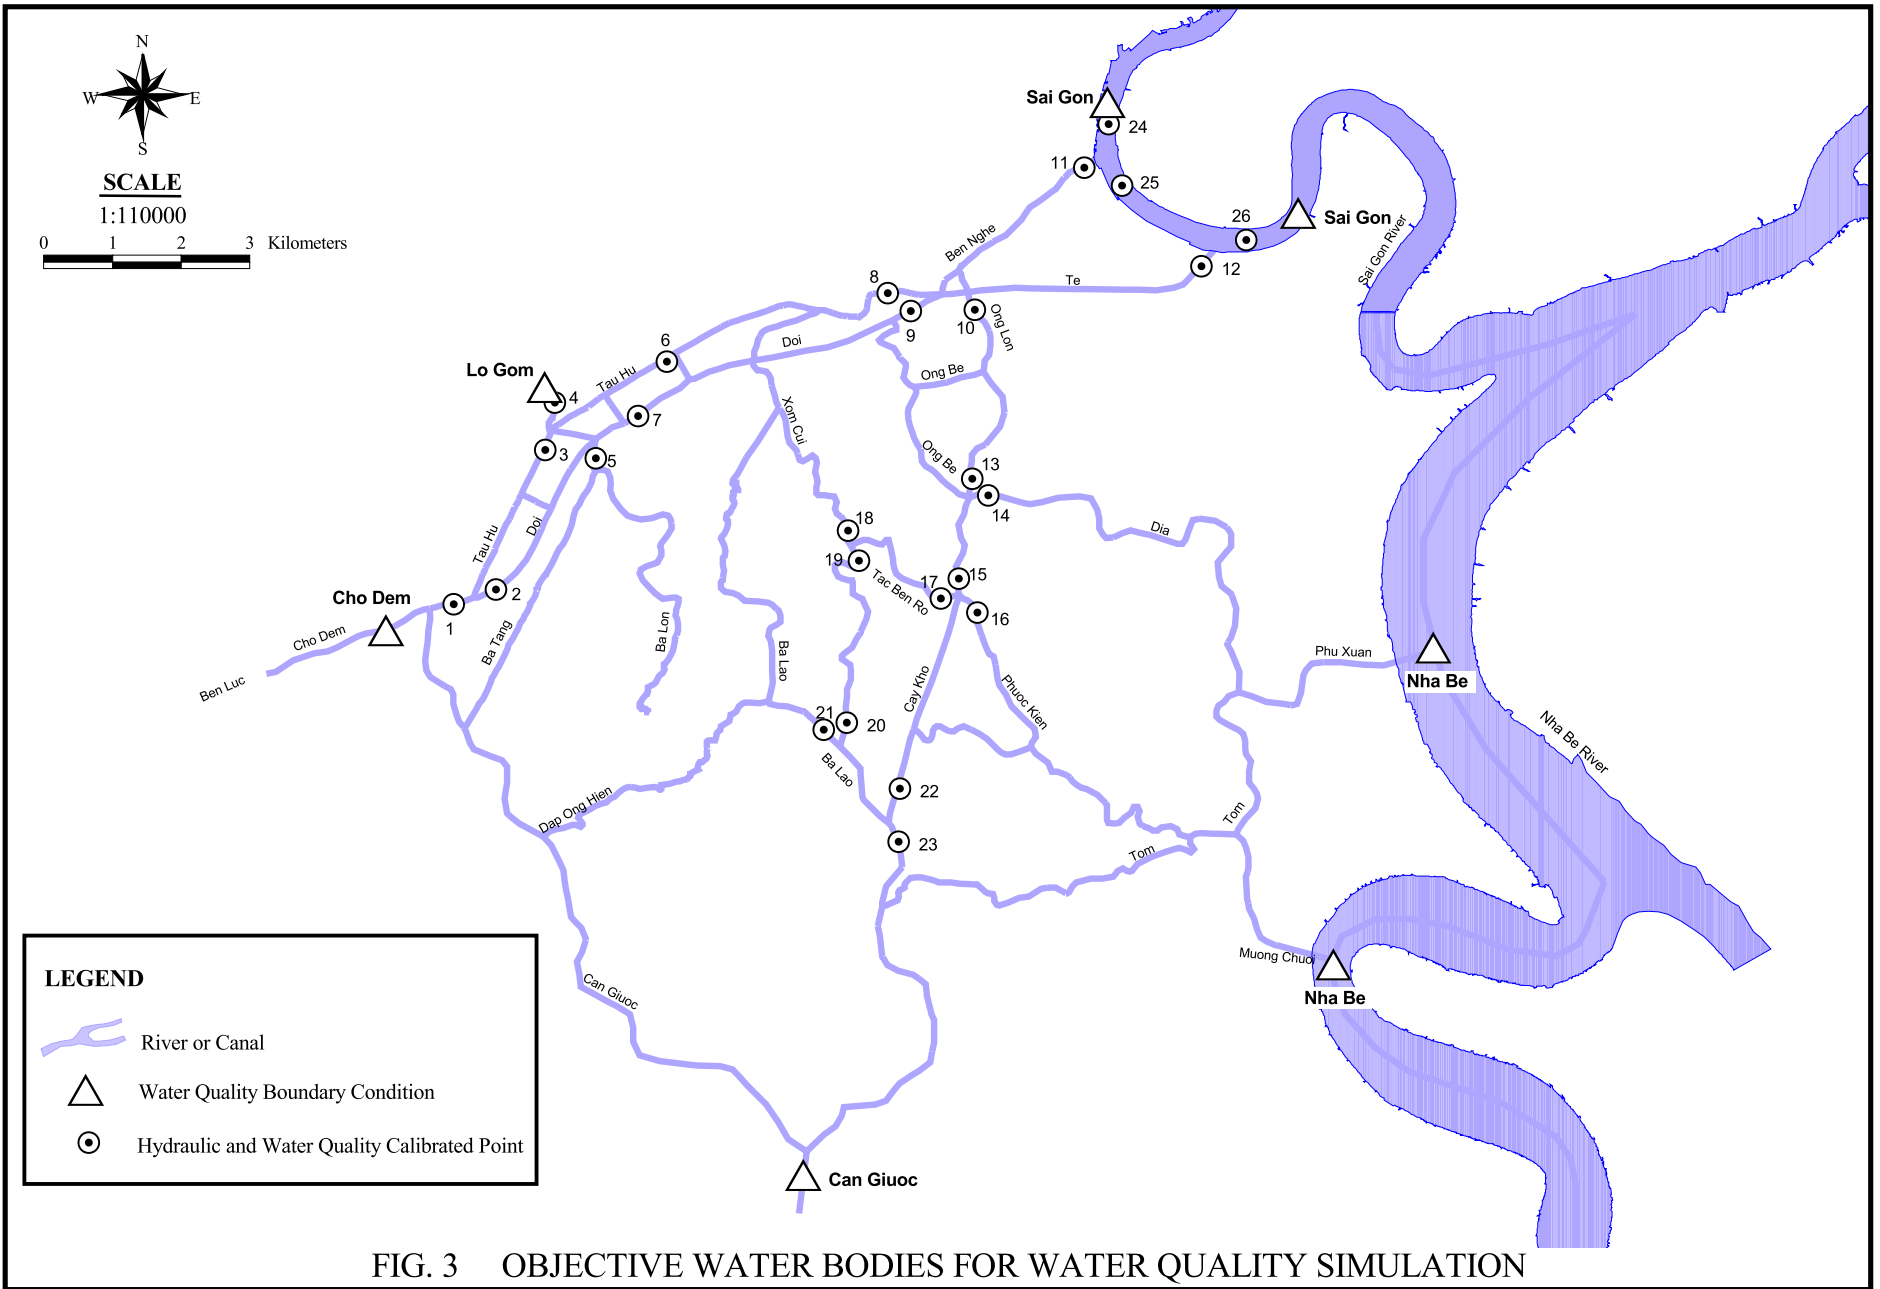 N
W
E
S
SCALE
1:110000
0 1 2 3 Kilometers
Sai Gon
24
11
25
26
Sai Gon
12
Sai Gon River
Ben Nghe
Te
8
9
10
Ong Lon
Doi
6
Ong Be
Lo Gom
4
Tau Hu
7
Xom Cui
3
5
Ong Be
13
14
Dia
Tau Hu
Doi
18
19
Tac Ben Ro
17
15
16
Cho Dem
1
2
Cho Dem
Ben Luc
Ba Tang
Ba Lon
Ba Lao
Cay Kho
Phuoc Kien
Phu Xuan
Nha Be
Nha Be River
21
20
Ba Lao
22
Dap Ong Hien
23
Tom
Tom
Muong Chuoi
Nha Be
Can Giuoc
Can Giuoc
LEGEND
River or Canal
Water Quality Boundary Condition
Hydraulic and Water Quality Calibrated Point
FIG. 3 OBJECTIVE WATER BODIES FOR WATER QUALITY SIMULATION